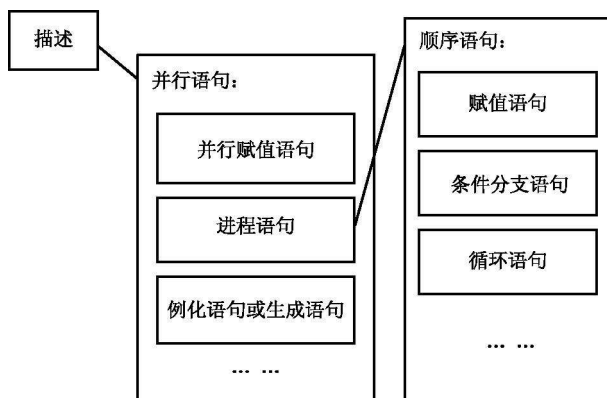 描述
并行语句：
并行赋值语句
进程语句
例化语句或生成语句
... ...
顺序语句：
赋值语句
条件分支语句
循环语句
... ...